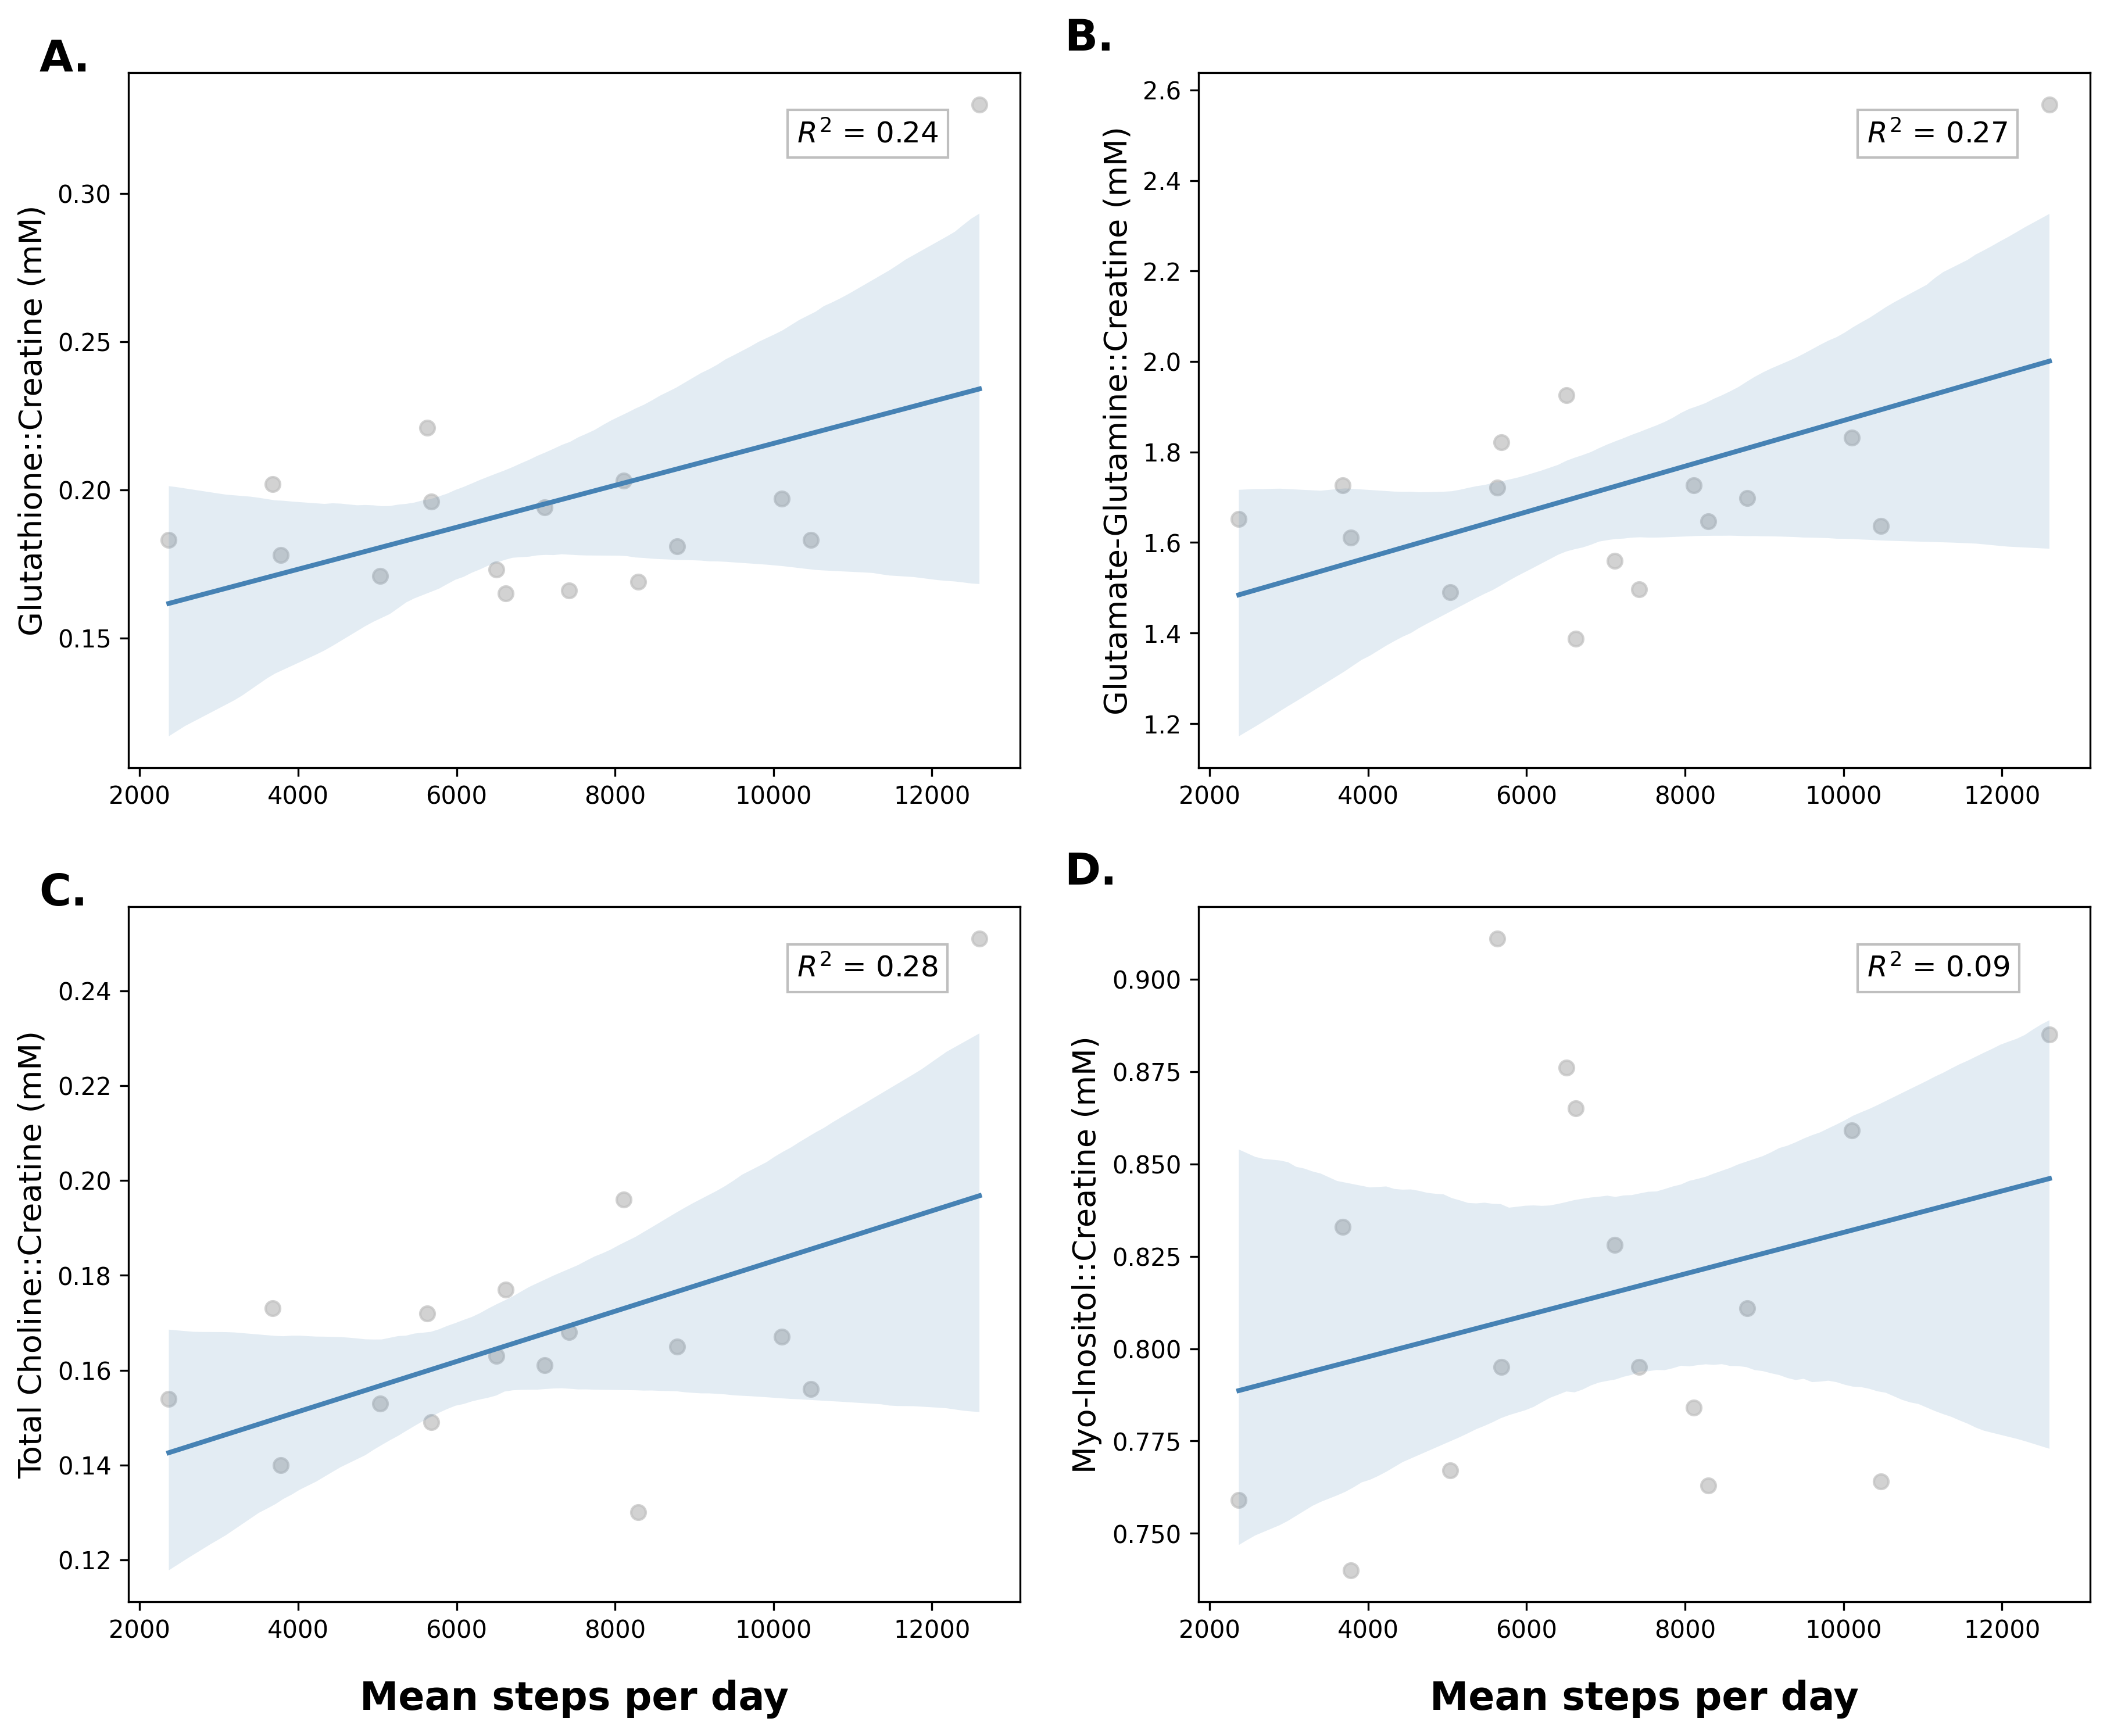 A.
R² = 0.24
Glutathione::Creatine (mM)
0.30
0.25
0.20
0.15
2000 4000 6000 8000 10000 12000
B.
R² = 0.27
Glutamate-Glutamine::Creatine (mM)
2.6
2.4
2.2
2.0
1.8
1.6
1.4
1.2
2000 4000 6000 8000 10000 12000
C.
R² = 0.28
Total Choline::Creatine (mM)
0.24
0.22
0.20
0.18
0.16
0.14
0.12
2000 4000 6000 8000 10000 12000
Mean steps per day
D.
R² = 0.09
Myo-Inositol::Creatine (mM)
0.900
0.875
0.850
0.825
0.800
0.775
0.750
2000 4000 6000 8000 10000 12000
Mean steps per day